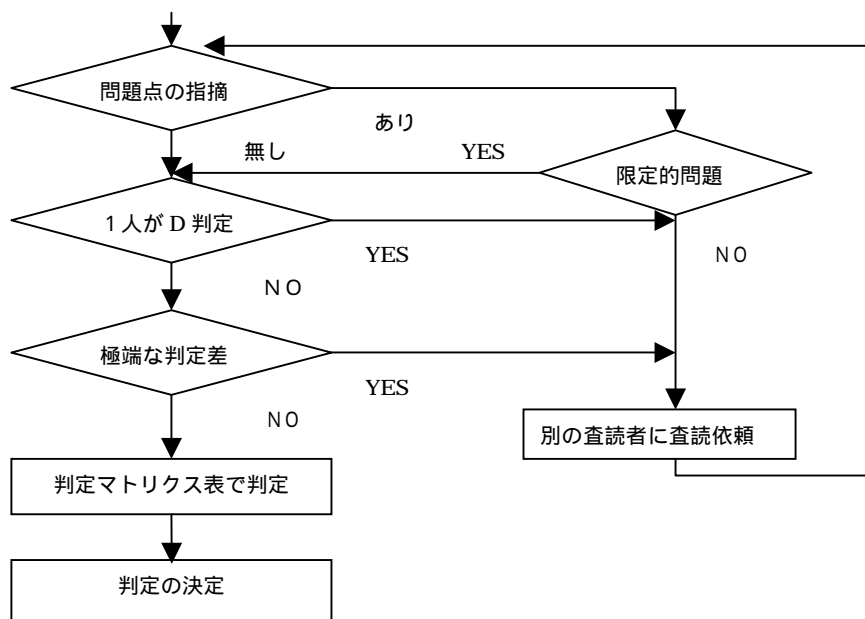 問題点の指摘
あり
無し
YES
限定的問題
１人が D 判定
YES
ＮＯ
ＮＯ
極端な判定差
YES
ＮＯ
別の査読者に査読依頼
判定マトリクス表で判定
判定の決定